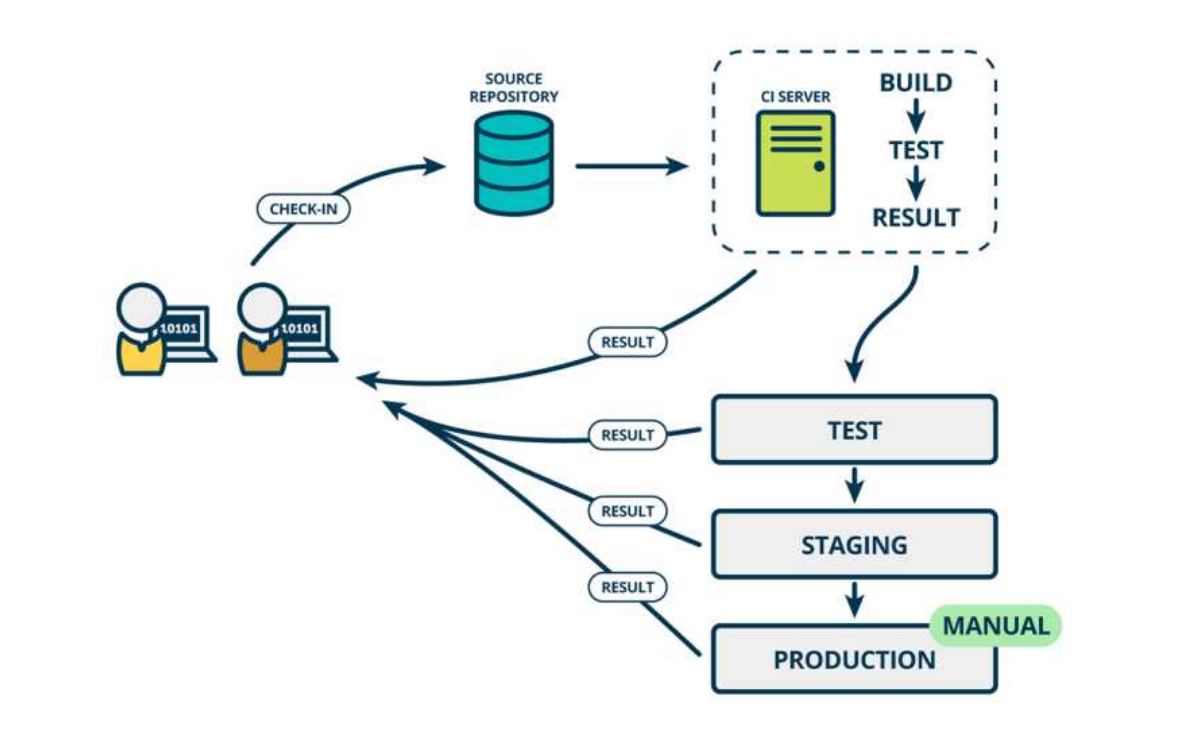 SOURCE
REPOSITORY
CI SERVER
BUILD
TEST
RESULT
CHECK-IN
10101
10101
RESULT
RESULT
TEST
RESULT
STAGING
RESULT
MANUAL
PRODUCTION